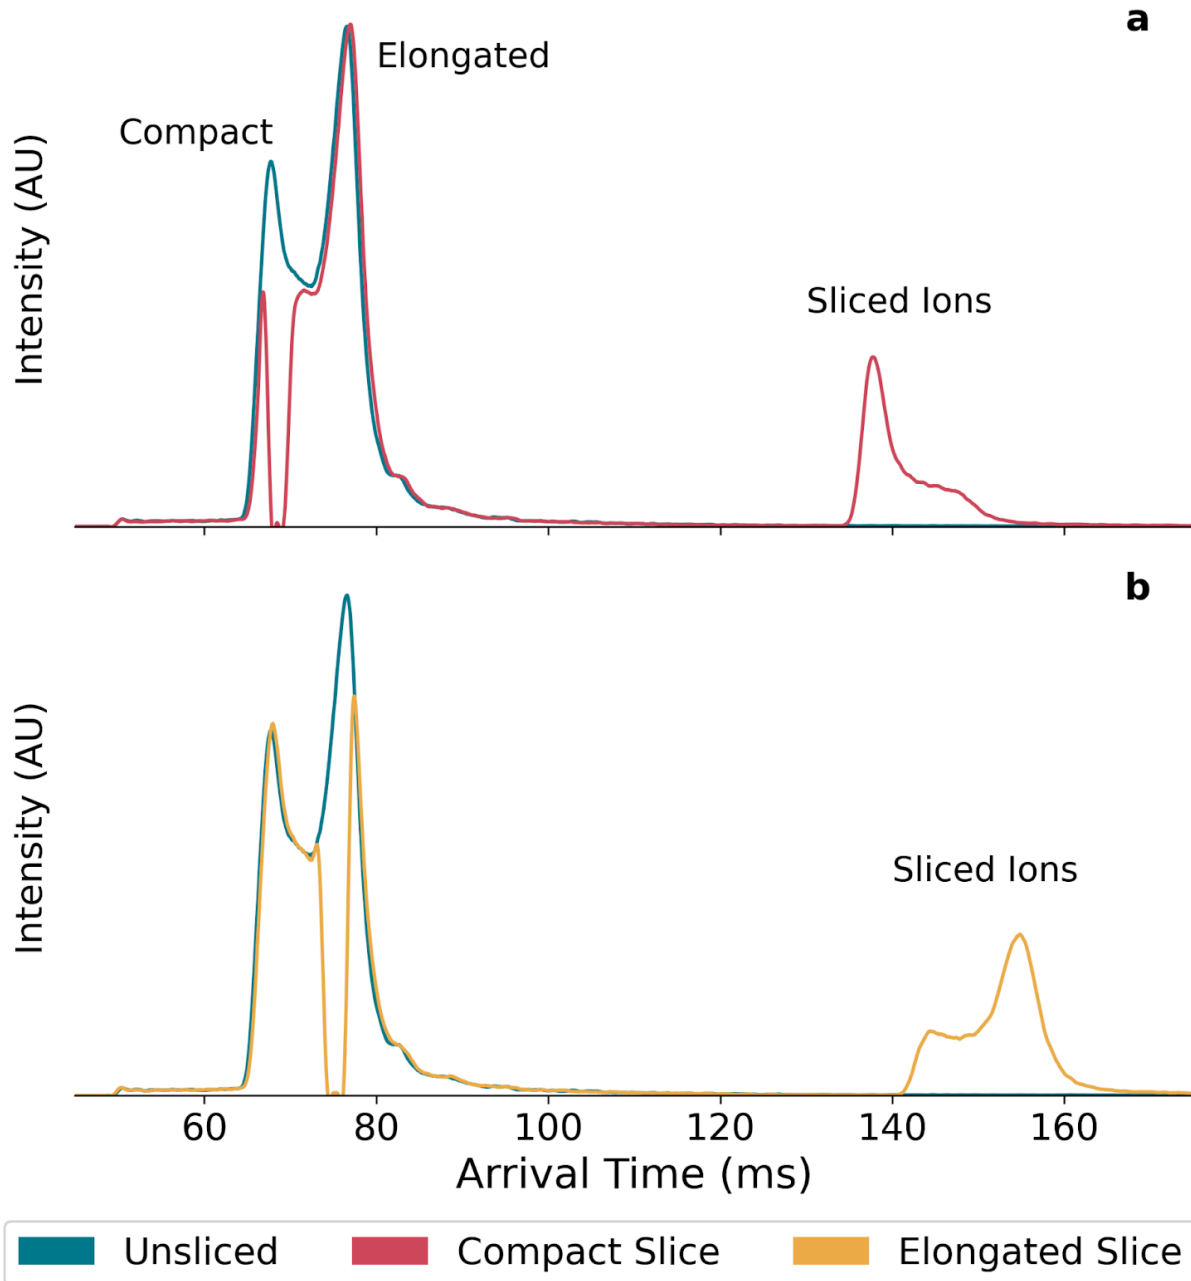 a
Elongated
Compact
Intensity (AU)
Sliced Ions
b
Intensity (AU)
Sliced Ions
60 80 100 120 140 160
Arrival Time (ms)
Unsliced Compact Slice Elongated Slice